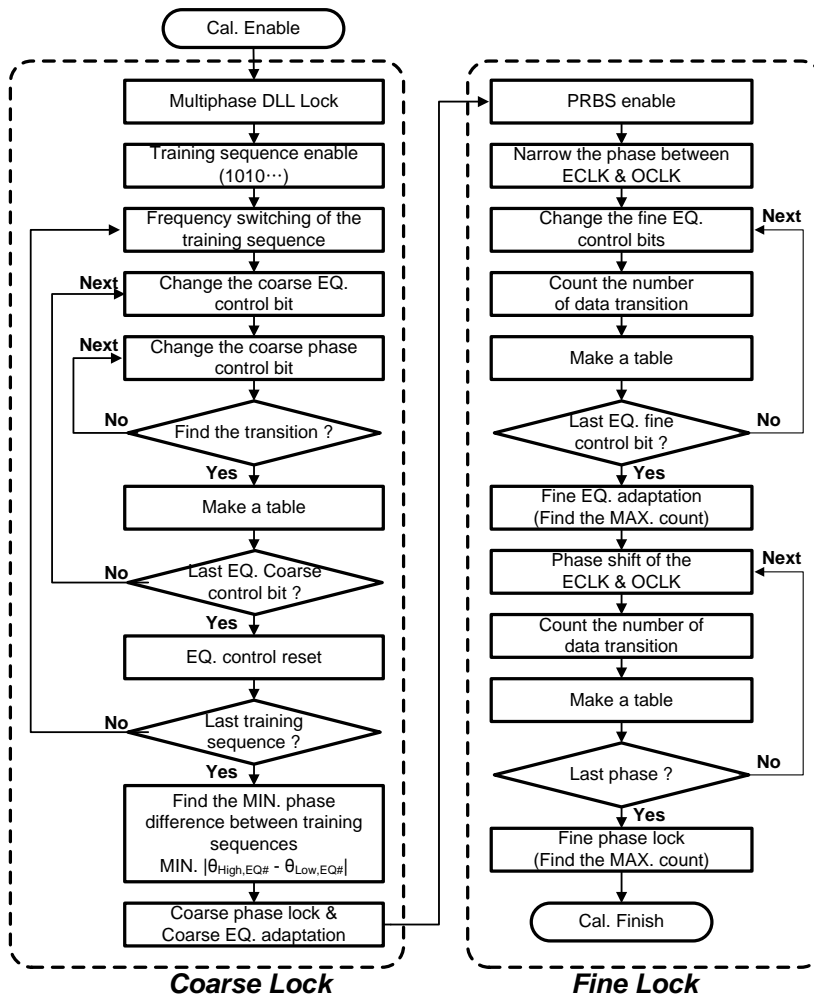 Cal. Enable
Multiphase DLL Lock
Training sequence enable
(1010⋯)
Frequency switching of the
training sequence
Next
Change the coarse EQ.
control bit
Next
Change the coarse phase
control bit
No
Find the transition ?
Yes
Make a table
No
Last EQ. Coarse
control bit ?
Yes
EQ. control reset
No
Last training
sequence ?
Yes
Find the MIN. phase
difference between training
sequences
MIN. |θHigh,EQ# - θLow,EQ#|
Coarse phase lock &
Coarse EQ. adaptation
Coarse Lock
PRBS enable
Narrow the phase between
ECLK & OCLK
Next
Change the fine EQ.
control bits
Count the number
of data transition
Make a table
Last EQ. fine
control bit ?
No
Yes
Fine EQ. adaptation
(Find the MAX. count)
Next
Phase shift of the
ECLK & OCLK
Count the number of
data transition
Make a table
No
Last phase ?
Yes
Fine phase lock
(Find the MAX. count)
Cal. Finish
Fine Lock